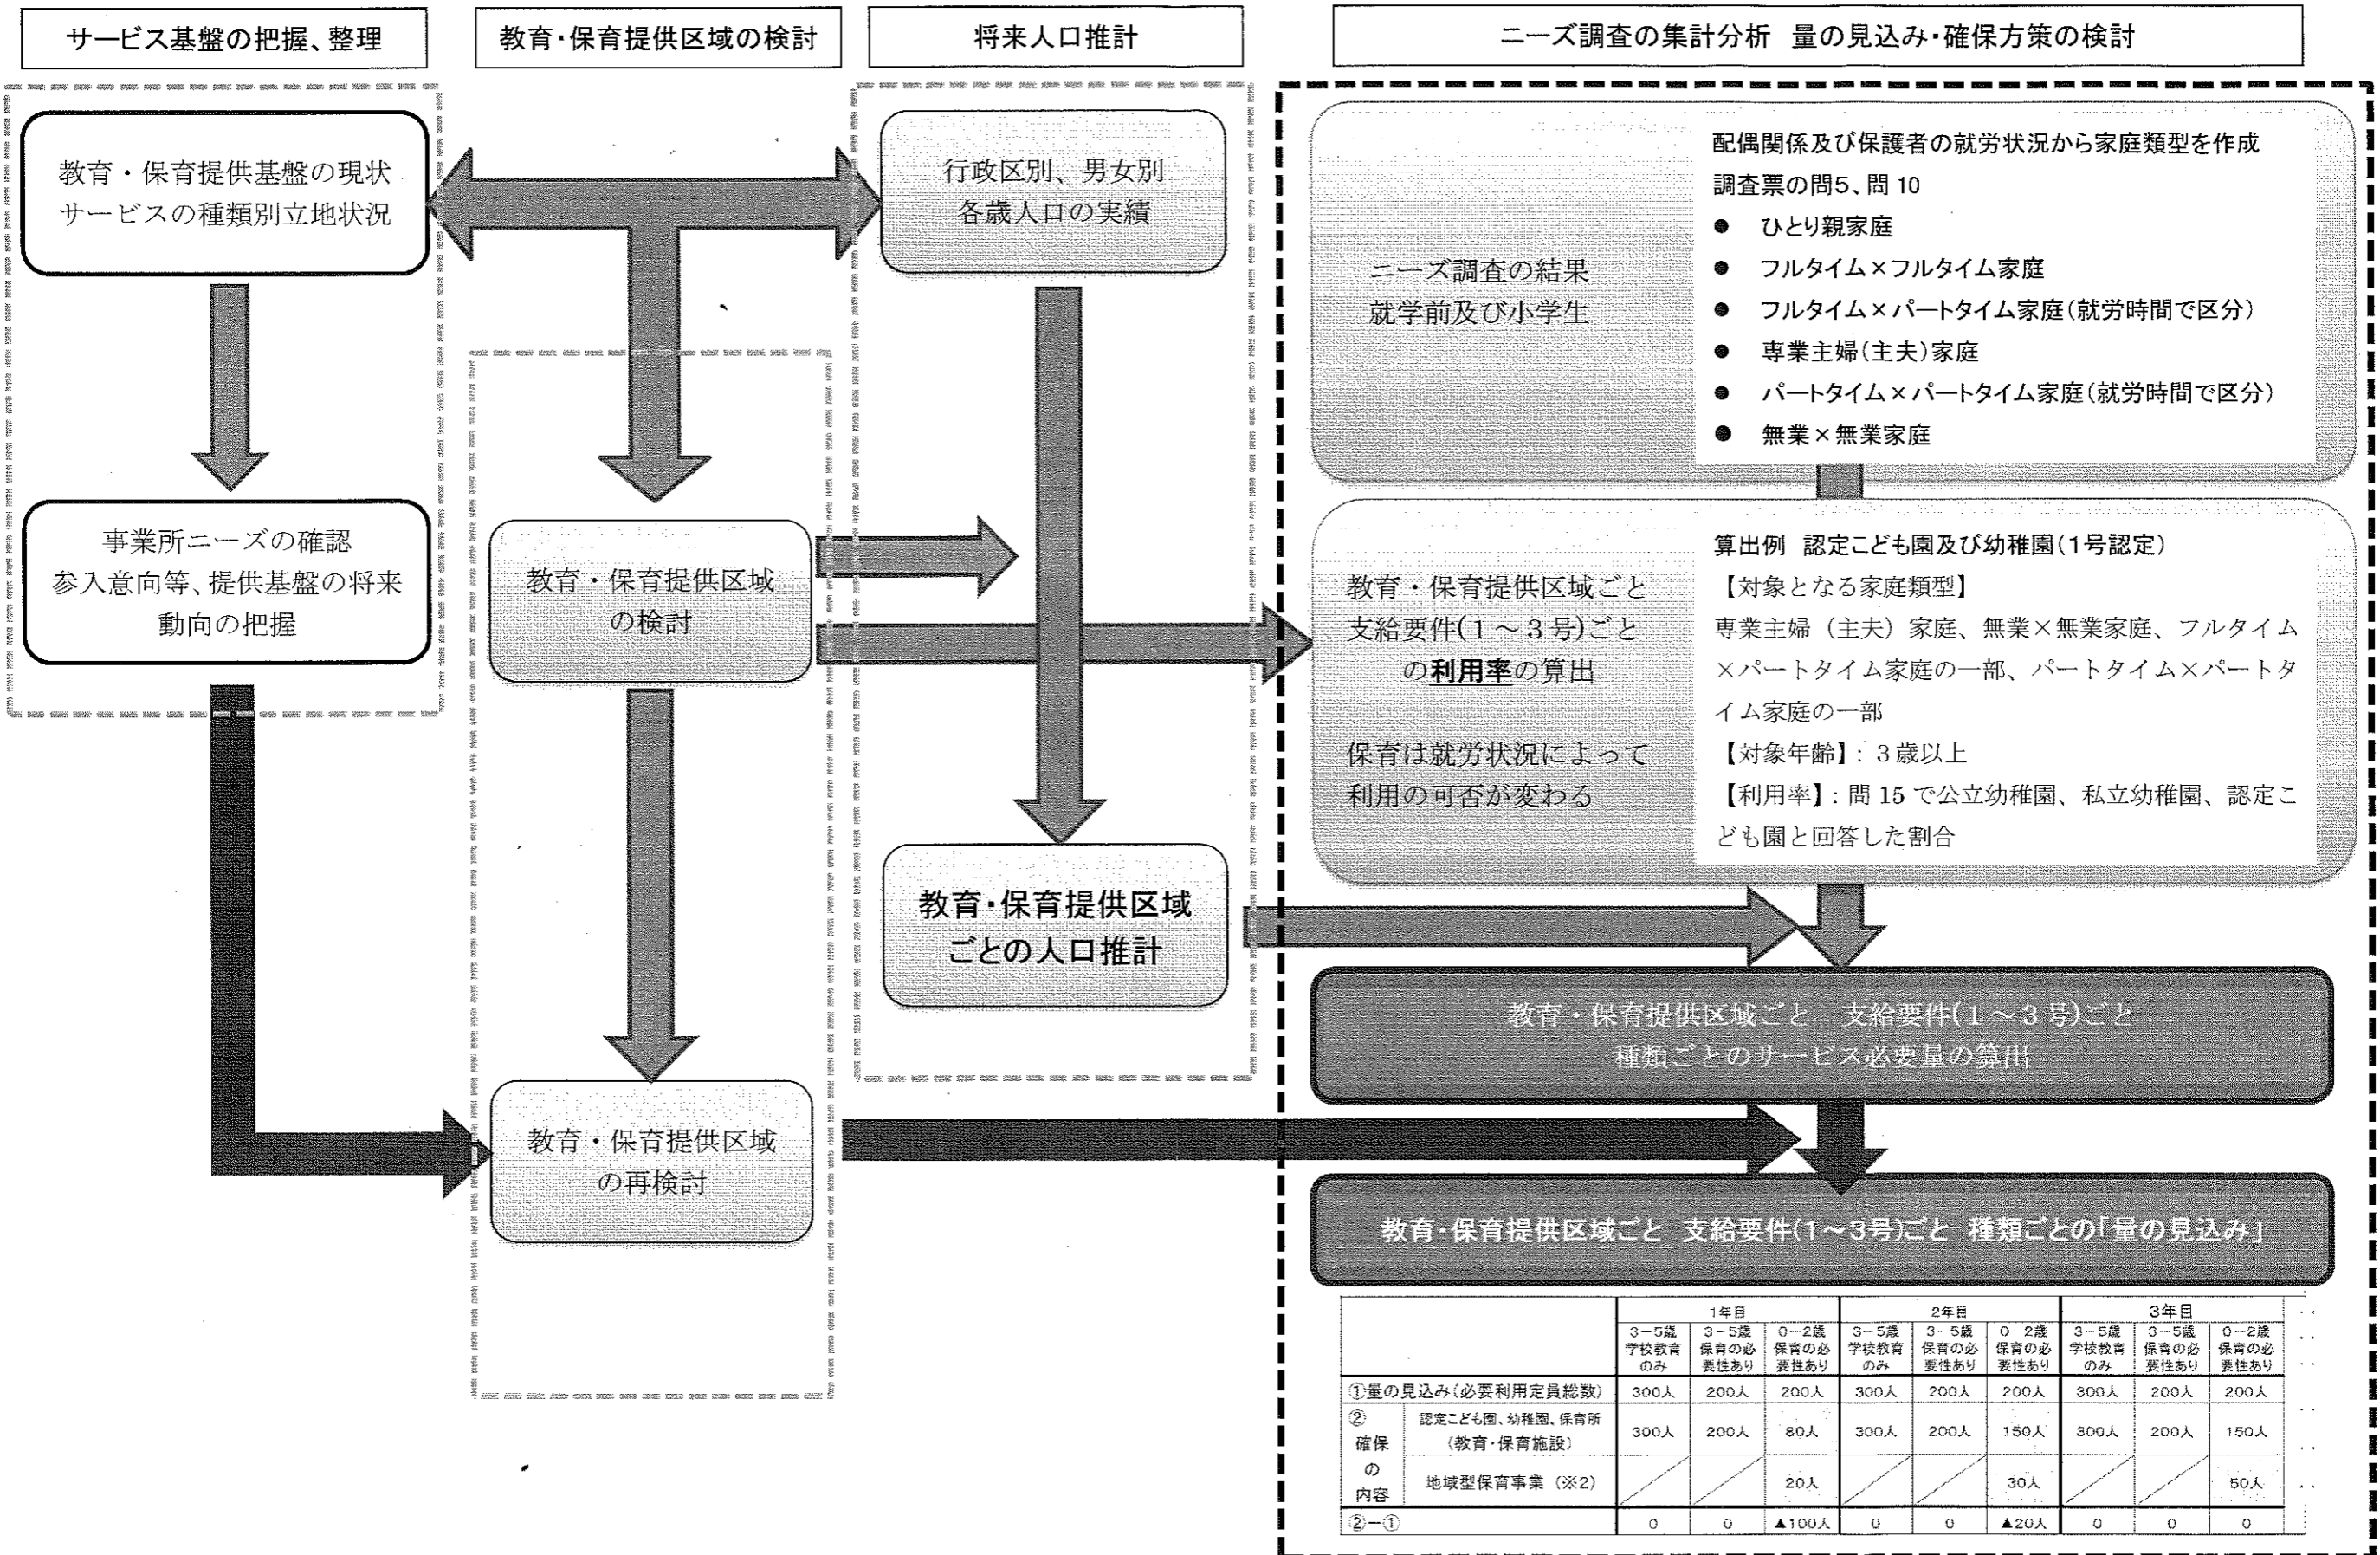 サービス基盤の把握、整理
教育・保育提供区域の検討
将来人口推計
ニーズ調査の集計分析　量の見込み・確保方策の検討
教育・保育提供基盤の現状
サービスの種類別立地状況
事業所ニーズの確認
参入意向等、提供基盤の将来
動向の把握
教育・保育提供区域
の検討
教育・保育提供区域
の再検討
行政区別、男女別
各歳人口の実績
教育・保育提供区域
ごとの人口推計
ニーズ調査の結果
就学前及び小学生
配偶関係及び保護者の就労状況から家庭類型を作成
調査票の問5、問 10
● ひとり親家庭
● フルタイム×フルタイム家庭
● フルタイム×パートタイム家庭(就労時間で区分)
● 専業主婦(主夫)家庭
● パートタイム×パートタイム家庭(就労時間で区分)
● 無業×無業家庭
教育・保育提供区域ごと
支給要件(１～３号)ごと
の利用率の算出
保育は就労状況によって
利用の可否が変わる
算出例　認定こども園及び幼稚園(1号認定)
【対象となる家庭類型】
専業主婦（主夫）家庭、無業×無業家庭、フルタイム
×パートタイム家庭の一部、パートタイム×パートタ
イム家庭の一部
【対象年齢】: ３歳以上
【利用率】: 問 15 で公立幼稚園、私立幼稚園、認定こ
ども園と回答した割合
教育・保育提供区域ごと　支給要件(１～３号)ごと
種類ごとのサービス必要量の算出
教育・保育提供区域ごと 支給要件(1～3号)ごと 種類ごとの「量の見込み」
1年目 2年目 3年目
3－5歳 3－5歳 0－2歳 3－5歳 3－5歳 0－2歳 3－5歳 3－5歳 0－2歳
学校教育 保育の必 保育の必 学校教育 保育の必 保育の必 学校教育 保育の必 保育の必
のみ 要性あり 要性あり のみ 要性あり 要性あり のみ 要性あり 要性あり
①量の見込み(必要利用定員総数) 300人 200人 200人 300人 200人 200人 300人 200人 200人
②
確保
の
内容
認定こども園、幼稚園、保育所
(教育・保育施設)
300人 200人 80人 300人 200人 150人 300人 200人 150人
地域型保育事業（※2） 20人 30人 50人
②－① 0 0 ▲100人 0 0 ▲20人 0 0 0